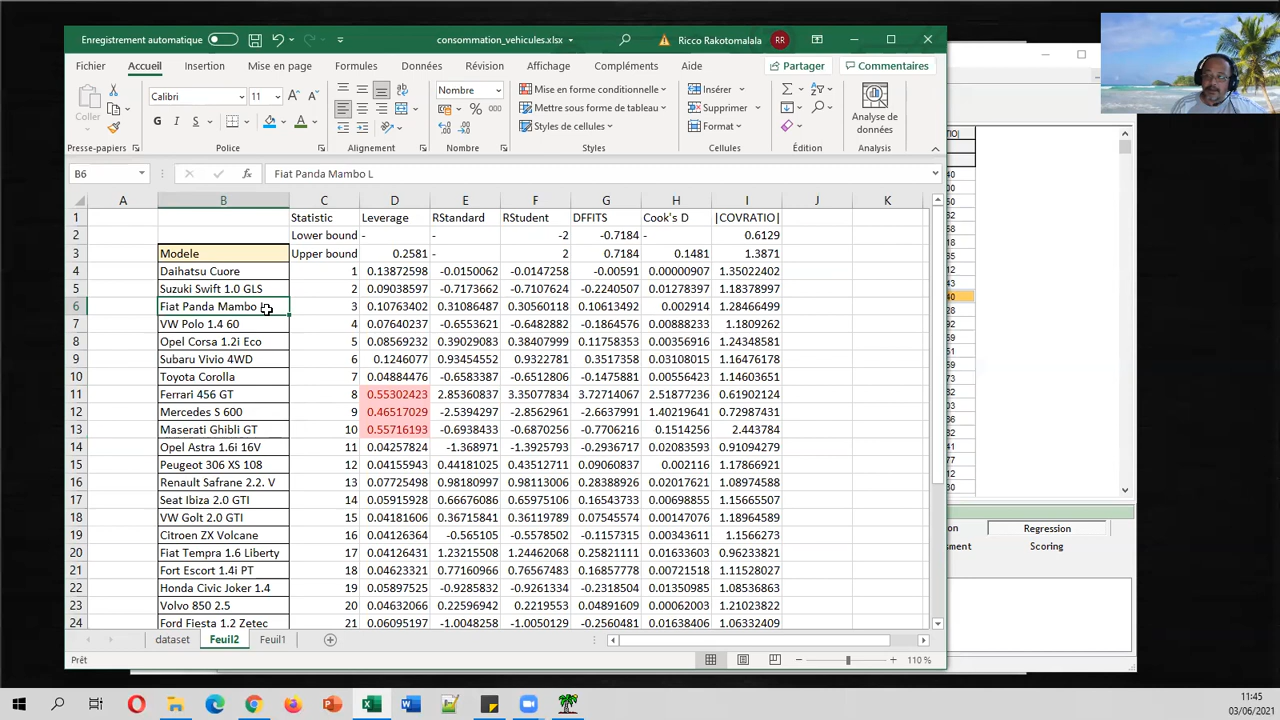 Enregistrement automatique
consommation_vehicules.xlsx
Ricco Rakotomalala RR
Fichier Accueil Insertion Mise en page Formules Données Révision Affichage Compléments Aide Partager Commentaires
Coller
Calibri 11
G I S
Nombre
Mise en forme conditionnelle
Mettre sous forme de tableau
Styles de cellules
Insérer
Supprimer
Format
Analyse de données
Presse-papiers Police Alignement Nombre Styles Cellules Édition Analysis
B6 fx Fiat Panda Mambo L
A B C D E F G H I J K
1 Statistic Leverage RStandard RStudent DFFITS Cook's D |COVRATIO|
2 Lower bound - - -2 -0.7184 - 0.6129
3 Modele Upper bound 0.2581 - 2 0.7184 0.1481 1.3871
4 Daihatsu Cuore 1 0.13872598 -0.0150062 -0.0147258 -0.00591 0.00000907 1.35022402
5 Suzuki Swift 1.0 GLS 2 0.09038597 -0.7173662 -0.7107514 -0.2240454 0.01278397 1.18378097
6 Fiat Panda Mambo L 3 0.10763402 0.31086487 0.30560118 0.10613492 0.002914 1.28466499
7 VW Polo 1.4 60 4 0.07640237 -0.6553621 -0.6482882 -0.1864576 0.00888233 1.1809262
8 Opel Corsa 1.2i Eco 5 0.08569232 0.39029083 0.38407999 0.11758353 0.00356916 1.24348581
9 Subaru Vivio 4WD 6 0.1246077 0.93454552 0.9322781 0.3517358 0.03108015 1.16476178
10 Toyota Corolla 7 0.04884476 -0.6583387 -0.6512806 -0.1475881 0.00556423 1.14603651
11 Ferrari 456 GT 8 0.55302423 2.85360837 3.35077834 3.72714067 2.51877236 0.61902124
12 Mercedes S 600 9 0.46517029 -2.5394297 -2.8562961 -2.6637991 1.40219641 0.72987431
13 Maserati Ghibli GT 10 0.55716193 -0.6938433 -0.6870256 -0.7706216 0.1514256 2.443784
14 Opel Astra 1.6i 16V 11 0.04257824 -1.368971 -1.3925793 -0.2936717 0.02083593 0.91094279
15 Peugeot 306 XS 108 12 0.04155943 0.44181025 0.43512711 0.09060837 0.002116 1.17866921
16 Renault Safrane 2.2. V 13 0.07725498 0.98180997 0.98113006 0.28388926 0.02017621 1.08974588
17 Seat Ibiza 2.0 GTI 14 0.05915928 0.66676086 0.65975106 0.16543733 0.00698855 1.15665507
18 VW Golt 2.0 GTI 15 0.04181606 0.36715841 0.36119789 0.07545574 0.00147076 1.18964589
19 Citroen ZX Volcane 16 0.04126364 -0.565105 -0.5578502 -0.1157315 0.00343611 1.1566273
20 Fiat Tempra 1.6 Liberty 17 0.04126431 1.23215508 1.24462068 0.25821111 0.01633603 0.96233821
21 Fort Escort 1.4i PT 18 0.04623321 0.77160966 0.76567483 0.16857778 0.00721518 1.11528027
22 Honda Civic Joker 1.4 19 0.05897525 -0.9285832 -0.9261334 -0.2318504 0.01350985 1.08536863
23 Volvo 850 2.5 20 0.04632066 0.22596942 0.2219553 0.04891609 0.00062003 1.21023822
24 Ford Fiesta 1.2 Zetec 21 0.06095197 -1.0048258 -1.0050129 -0.2560481 0.01638406 1.06332409
dataset Feuil2 Feuil1
Prêt 110 %
Regression
Scoring
11:45
03/06/2021